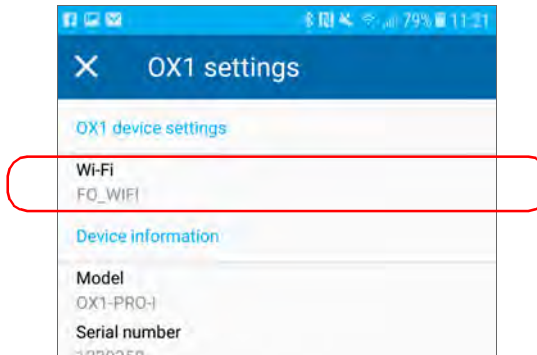 79% 11:21
OX1 settings
OX1 device settings
Wi-Fi
FO_WIFI
Device information
Model
OX1-PRO-I
Serial number